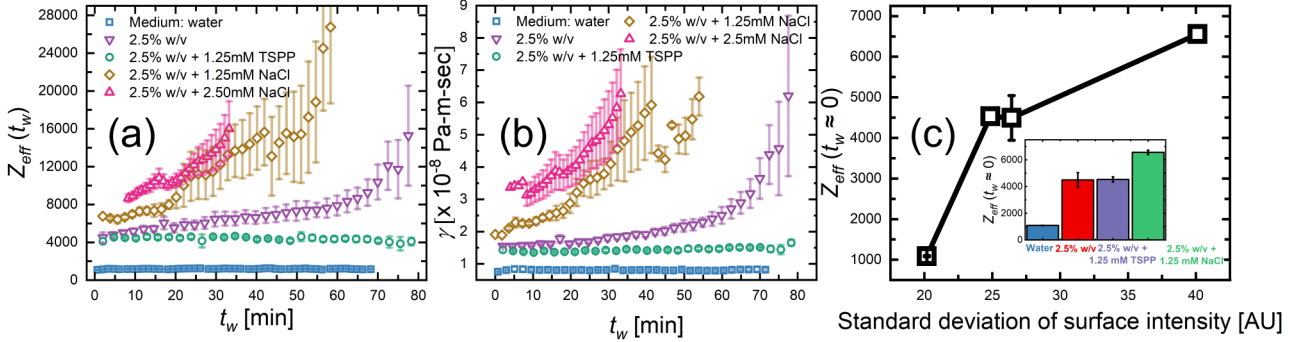 28000
24000
20000
16000
12000
8000
4000
0
Z_eff (t_w)
Medium: water
2.5% w/v
2.5% w/v + 1.25mM TSPP
2.5% w/v + 1.25mM NaCl
2.5% w/v + 2.50mM NaCl
(a)
0 10 20 30 40 50 60 70 80
t_w [min]
9
8
7
6
5
4
3
2
1
0
γ [x 10⁻⁸ Pa-m-sec]
Medium: water
2.5% w/v
2.5% w/v + 1.25mM TSPP
2.5% w/v + 1.25mM NaCl
2.5% w/v + 2.5mM NaCl
(b)
0 10 20 30 40 50 60 70 80
t_w [min]
7000
6000
5000
4000
3000
2000
1000
Z_eff (t_w ≈ 0)
(c)
6000
4000
2000
0
Z_eff (t_w ≈ 0)
Water
2.5% w/v
2.5% w/v +
1.25 mM TSPP
2.5% w/v +
1.25 mM NaCl
20 25 30 35 40
Standard deviation of surface intensity [AU]